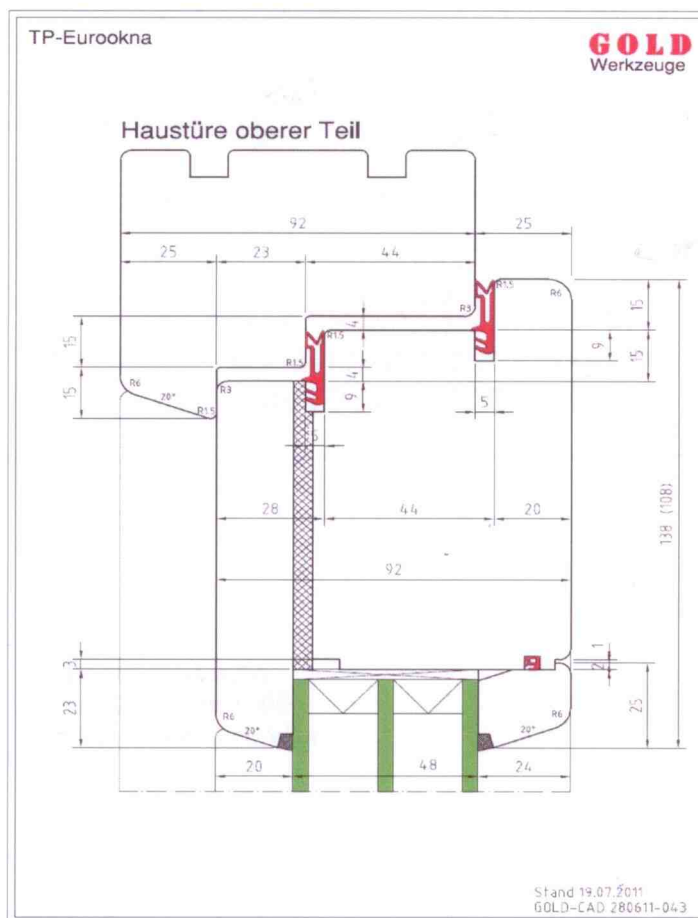 TP-Eurookna
GOLD
Werkzeuge
Haustüre oberer Teil
92
25
25
23
44
R1.5
R6
15
R3
15
4
R1.5
9
15
R1.5
4
15
R6
R3
20°
R1.5
9
5
5
28
44
20
138 (108)
92
3
1
2
23
R6
20°
R6
20°
25
20
48
24
Stand 19.07.2011
GOLD-CAD 280611-043